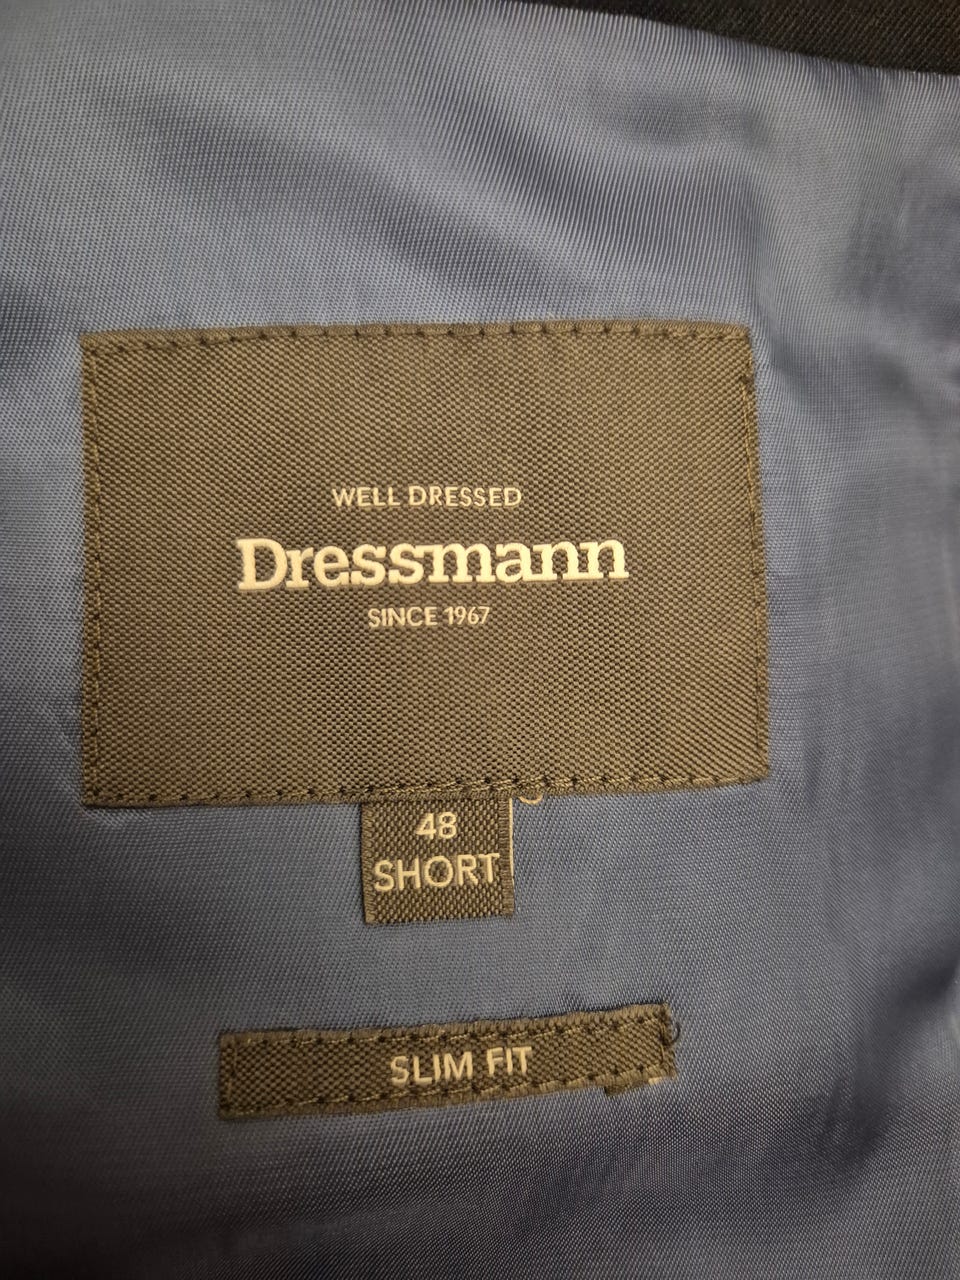 WELL DRESSED
Dressmann
SINCE 1967
48
SHORT
SLIM FIT